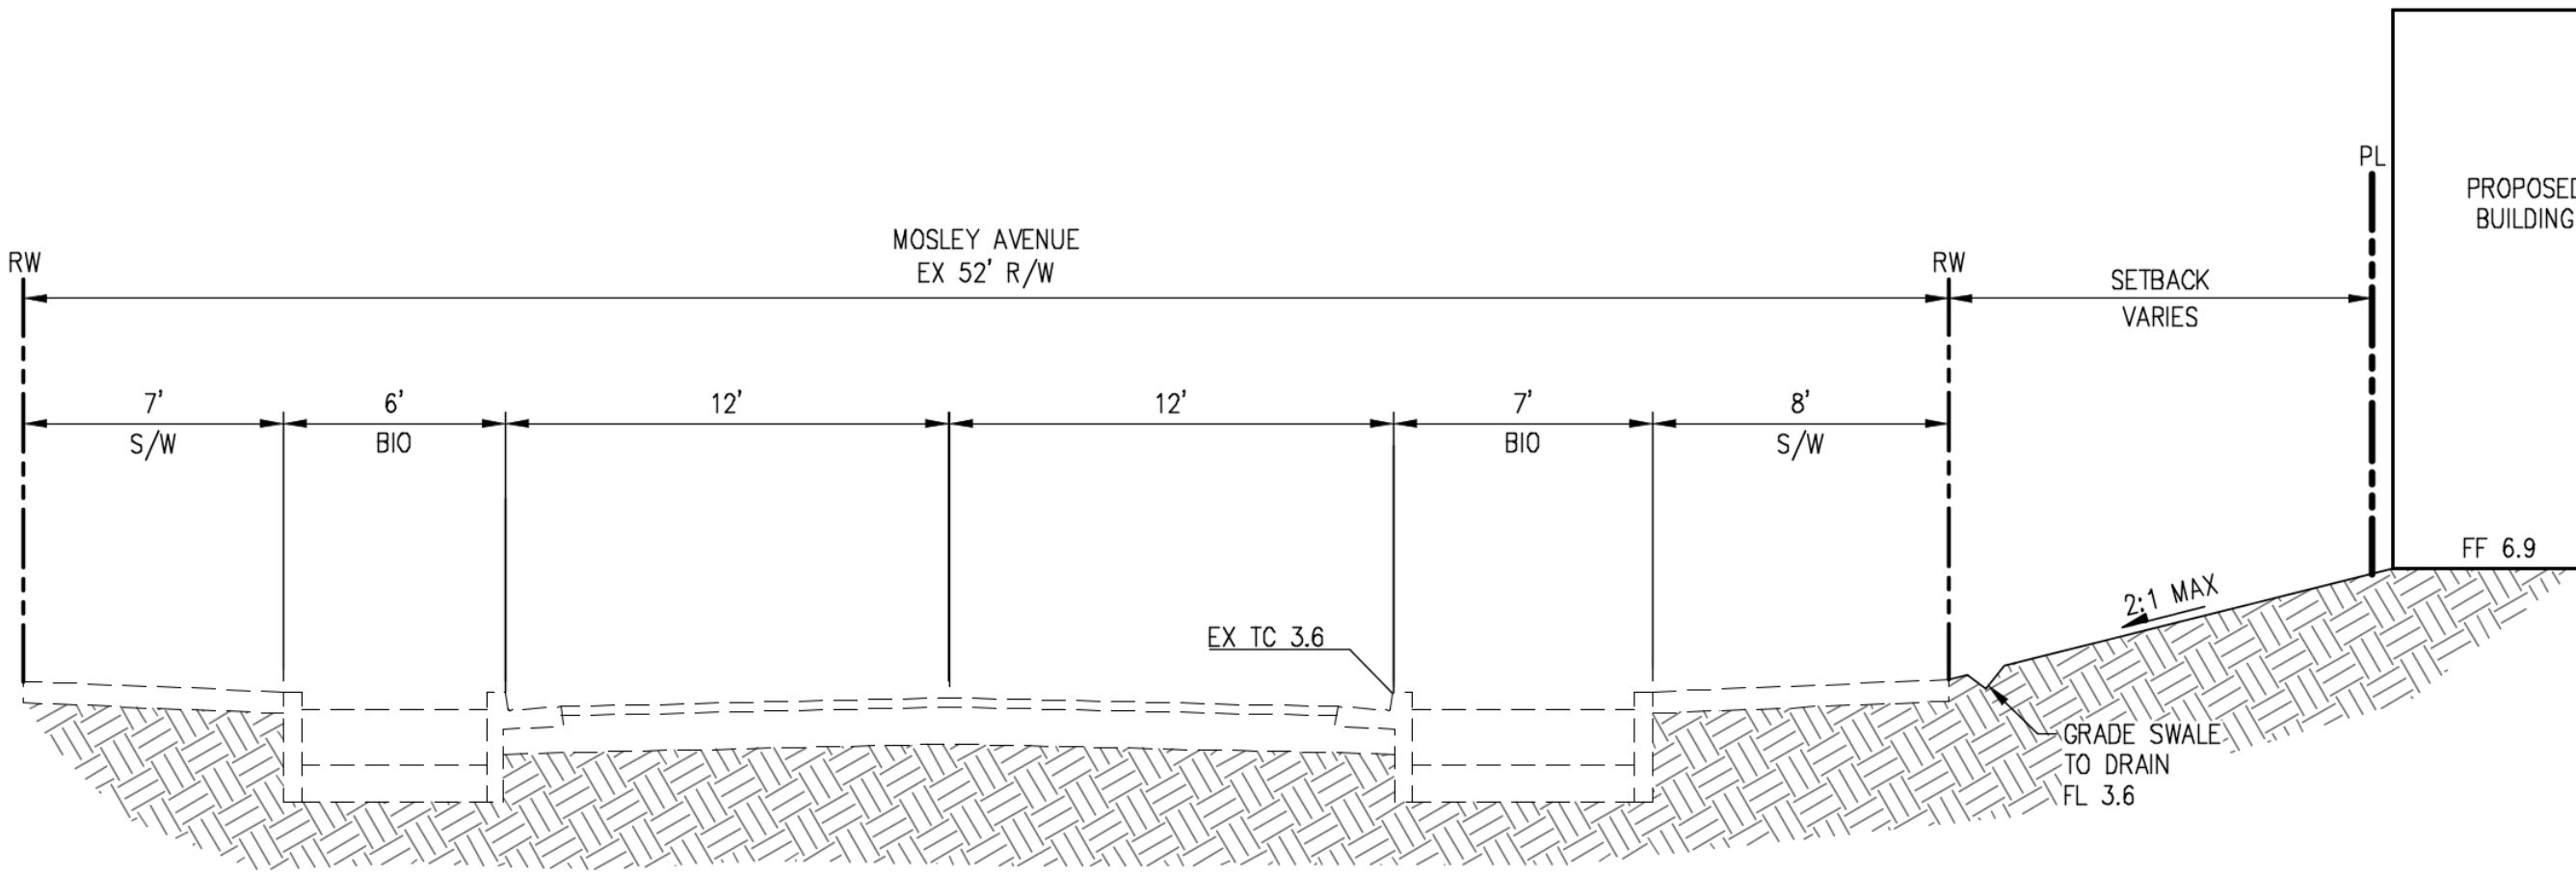 PL
PROPOSED
BUILDING
MOSLEY AVENUE
EX 52' R/W
RW
RW
SETBACK
VARIES
7'
S/W
6'
BIO
12'
12'
7'
BIO
8'
S/W
FF 6.9
2:1 MAX
EX TC 3.6
GRADE SWALE
TO DRAIN
FL 3.6